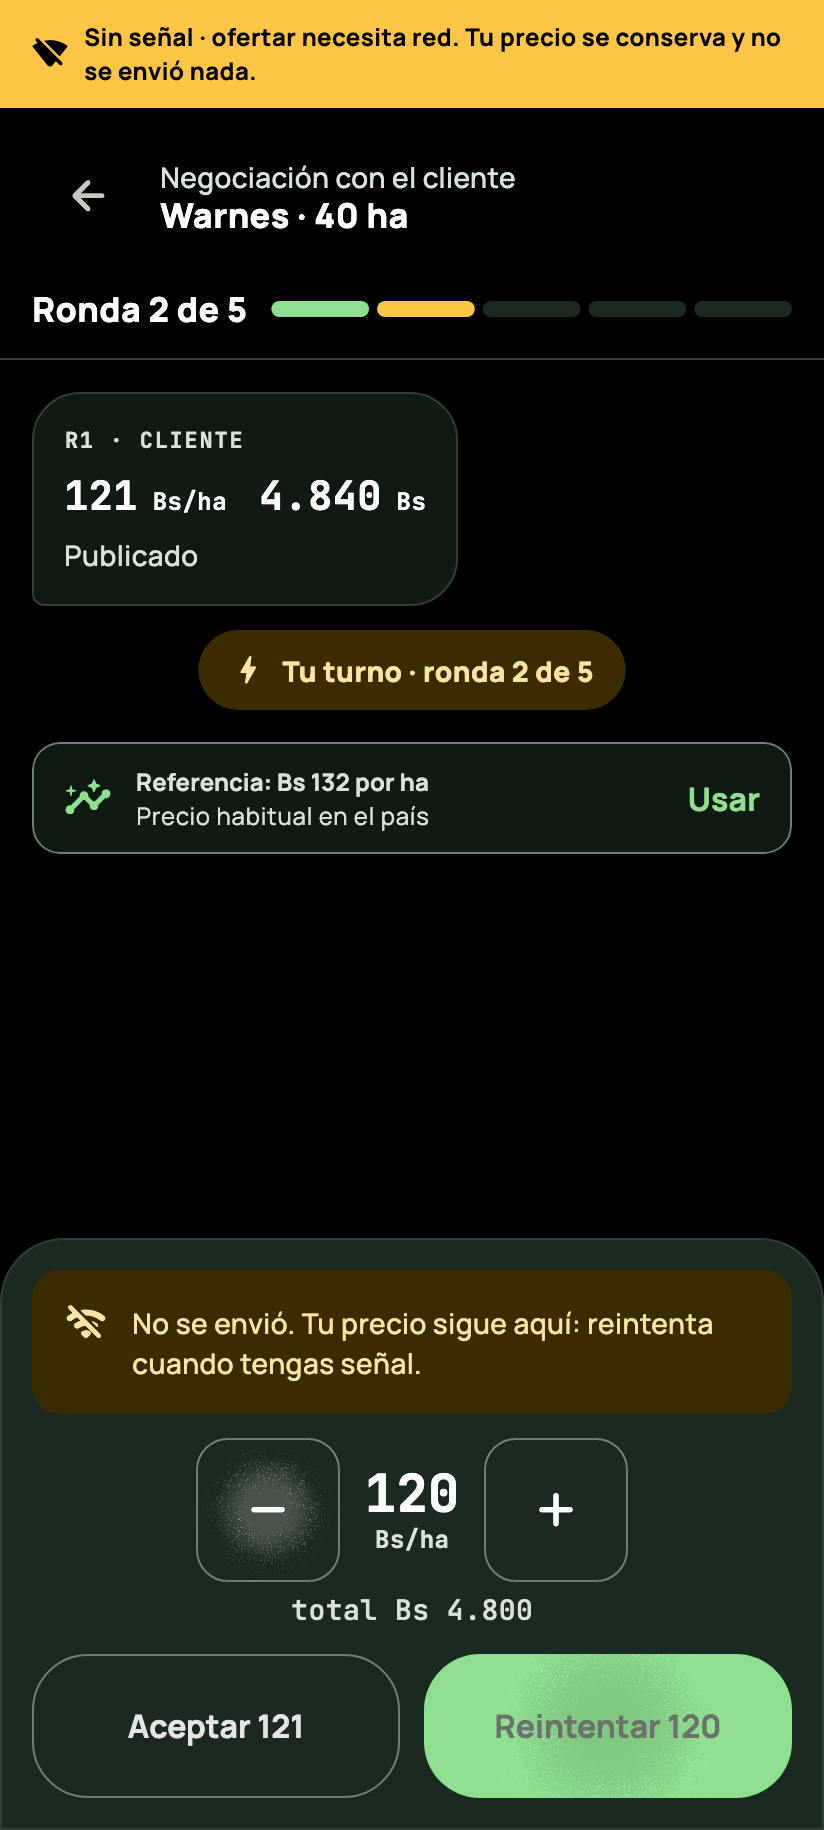 Sin señal · ofertar necesita red. Tu precio se conserva y no
se envió nada.
Negociación con el cliente
Warnes · 40 ha
Ronda 2 de 5
R1 · CLIENTE
121 Bs/ha 4.840 Bs
Publicado
Tu turno · ronda 2 de 5
Referencia: Bs 132 por ha
Precio habitual en el país
Usar
No se envió. Tu precio sigue aquí: reintenta
cuando tengas señal.
120
Bs/ha
total Bs 4.800
Aceptar 121
Reintentar 120